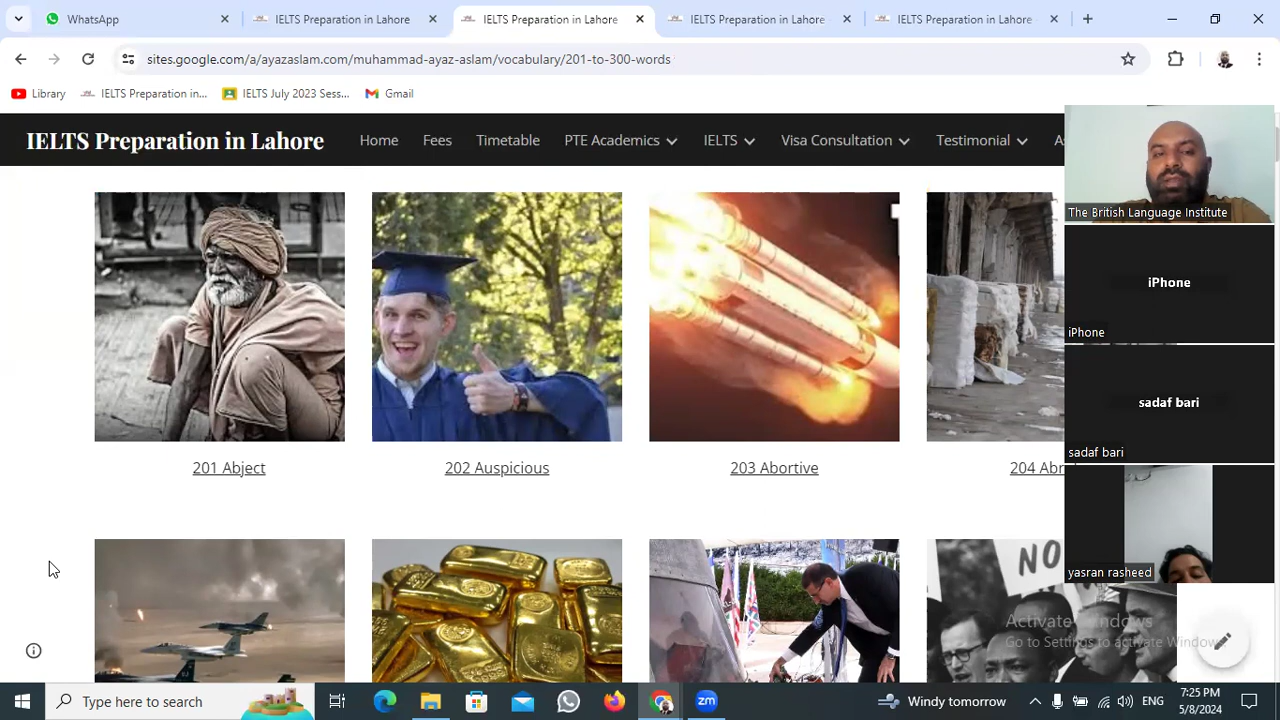 WhatsApp
IELTS Preparation in Lahore
IELTS Preparation in Lahore
IELTS Preparation in Lahore
IELTS Preparation in Lahore
sites.google.com/a/ayazaslam.com/muhammad-ayaz-aslam/vocabulary/201-to-300-words
Library
IELTS Preparation in...
IELTS July 2023 Sess...
Gmail
IELTS Preparation in Lahore
Home
Fees
Timetable
PTE Academics
IELTS
Visa Consultation
Testimonial
The British Language Institute
iPhone
iPhone
sadaf bari
sadaf bari
yasran rasheed
201 Abject
202 Auspicious
203 Abortive
204 Abr
NO
Activate Windows
Go to Settings to activate Windows.
Type here to search
Windy tomorrow
ENG
7:25 PM
5/8/2024